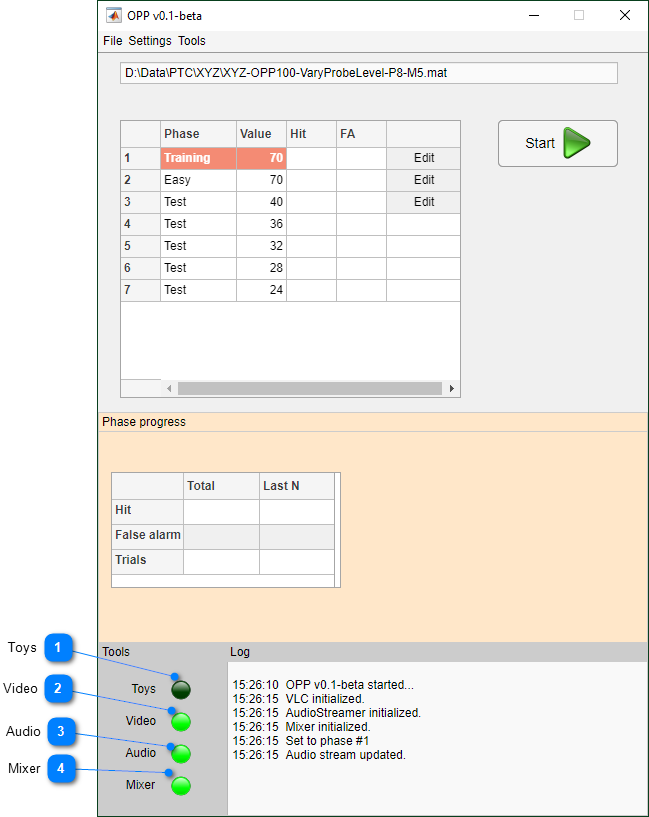 OPP v0.1-beta
File Settings Tools
D:\Data\PTC\XYZ\XYZ-OPP100-VaryProbeLevel-P8-M5.mat
Phase Value Hit FA
1 Training 70 Edit
2 Easy 70 Edit
3 Test 40 Edit
4 Test 36
5 Test 32
6 Test 28
7 Test 24
Start
Phase progress
Total Last N
Hit
False alarm
Trials
Tools
Toys 1
Video 2
Audio 3
Mixer 4
Toys
Video
Audio
Mixer
Log
15:26:10 OPP v0.1-beta started...
15:26:15 VLC initialized.
15:26:15 AudioStreamer initialized.
15:26:15 Mixer initialized.
15:26:15 Set to phase #1
15:26:15 Audio stream updated.